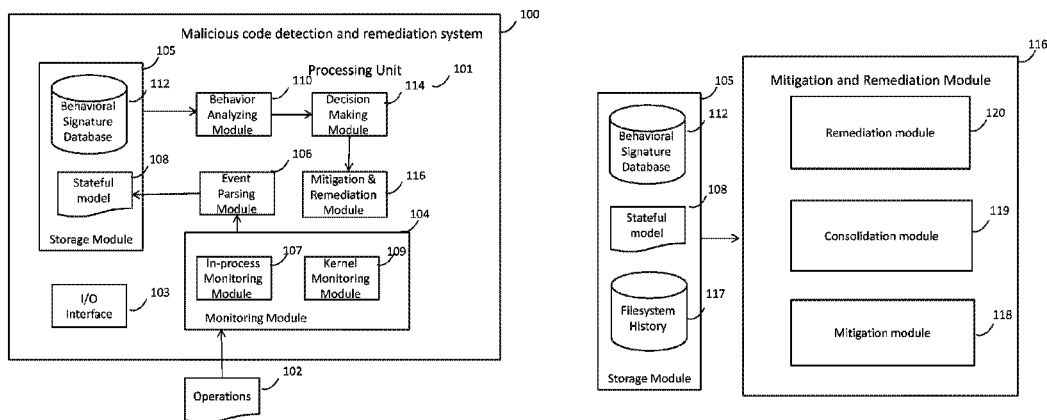 100
Malicious code detection and remediation system
105
112
Behavioral
Signature
Database
108
Stateful
model
Storage Module
Processing Unit
101
110
Behavior
Analyzing
Module
114
Decision
Making
Module
106
Event
Parsing
Module
116
Mitigation &
Remediation
Module
104
107
In-process
Monitoring
Module
109
Kernel
Monitoring
Module
Monitoring Module
103
I/O
Interface
102
Operations
105
112
Behavioral
Signature
Database
108
Stateful
model
117
Filesystem
History
Storage Module
116
Mitigation and Remediation Module
120
Remediation module
119
Consolidation module
118
Mitigation module